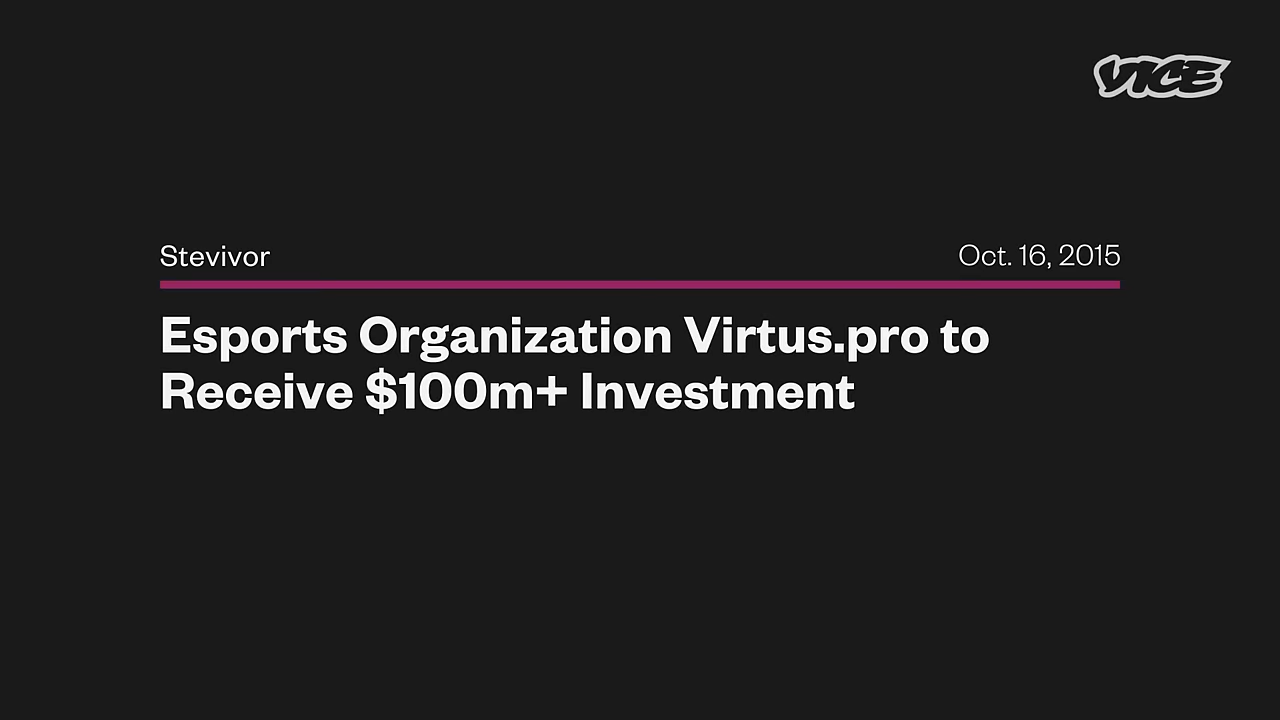 VICE
Stevivor
Oct. 16, 2015
Esports Organization Virtus.pro to
Receive $100m+ Investment